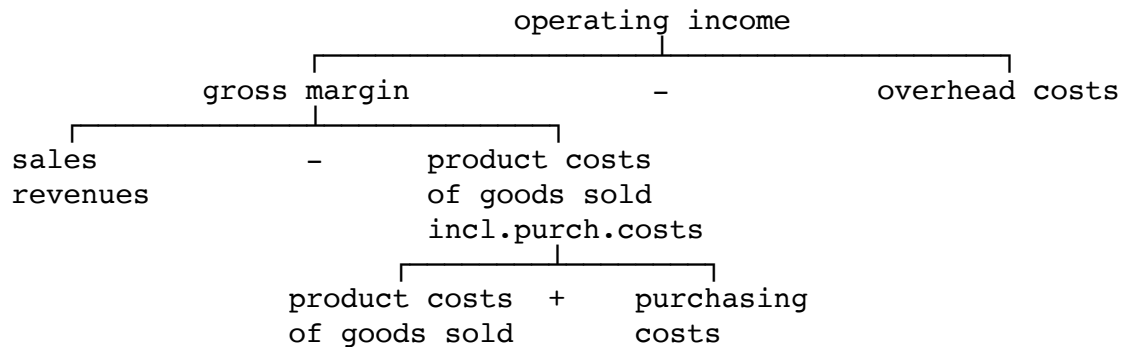 operating income
gross margin - overhead costs
sales - product costs
revenues of goods sold
incl.purch.costs
product costs + purchasing
of goods sold costs